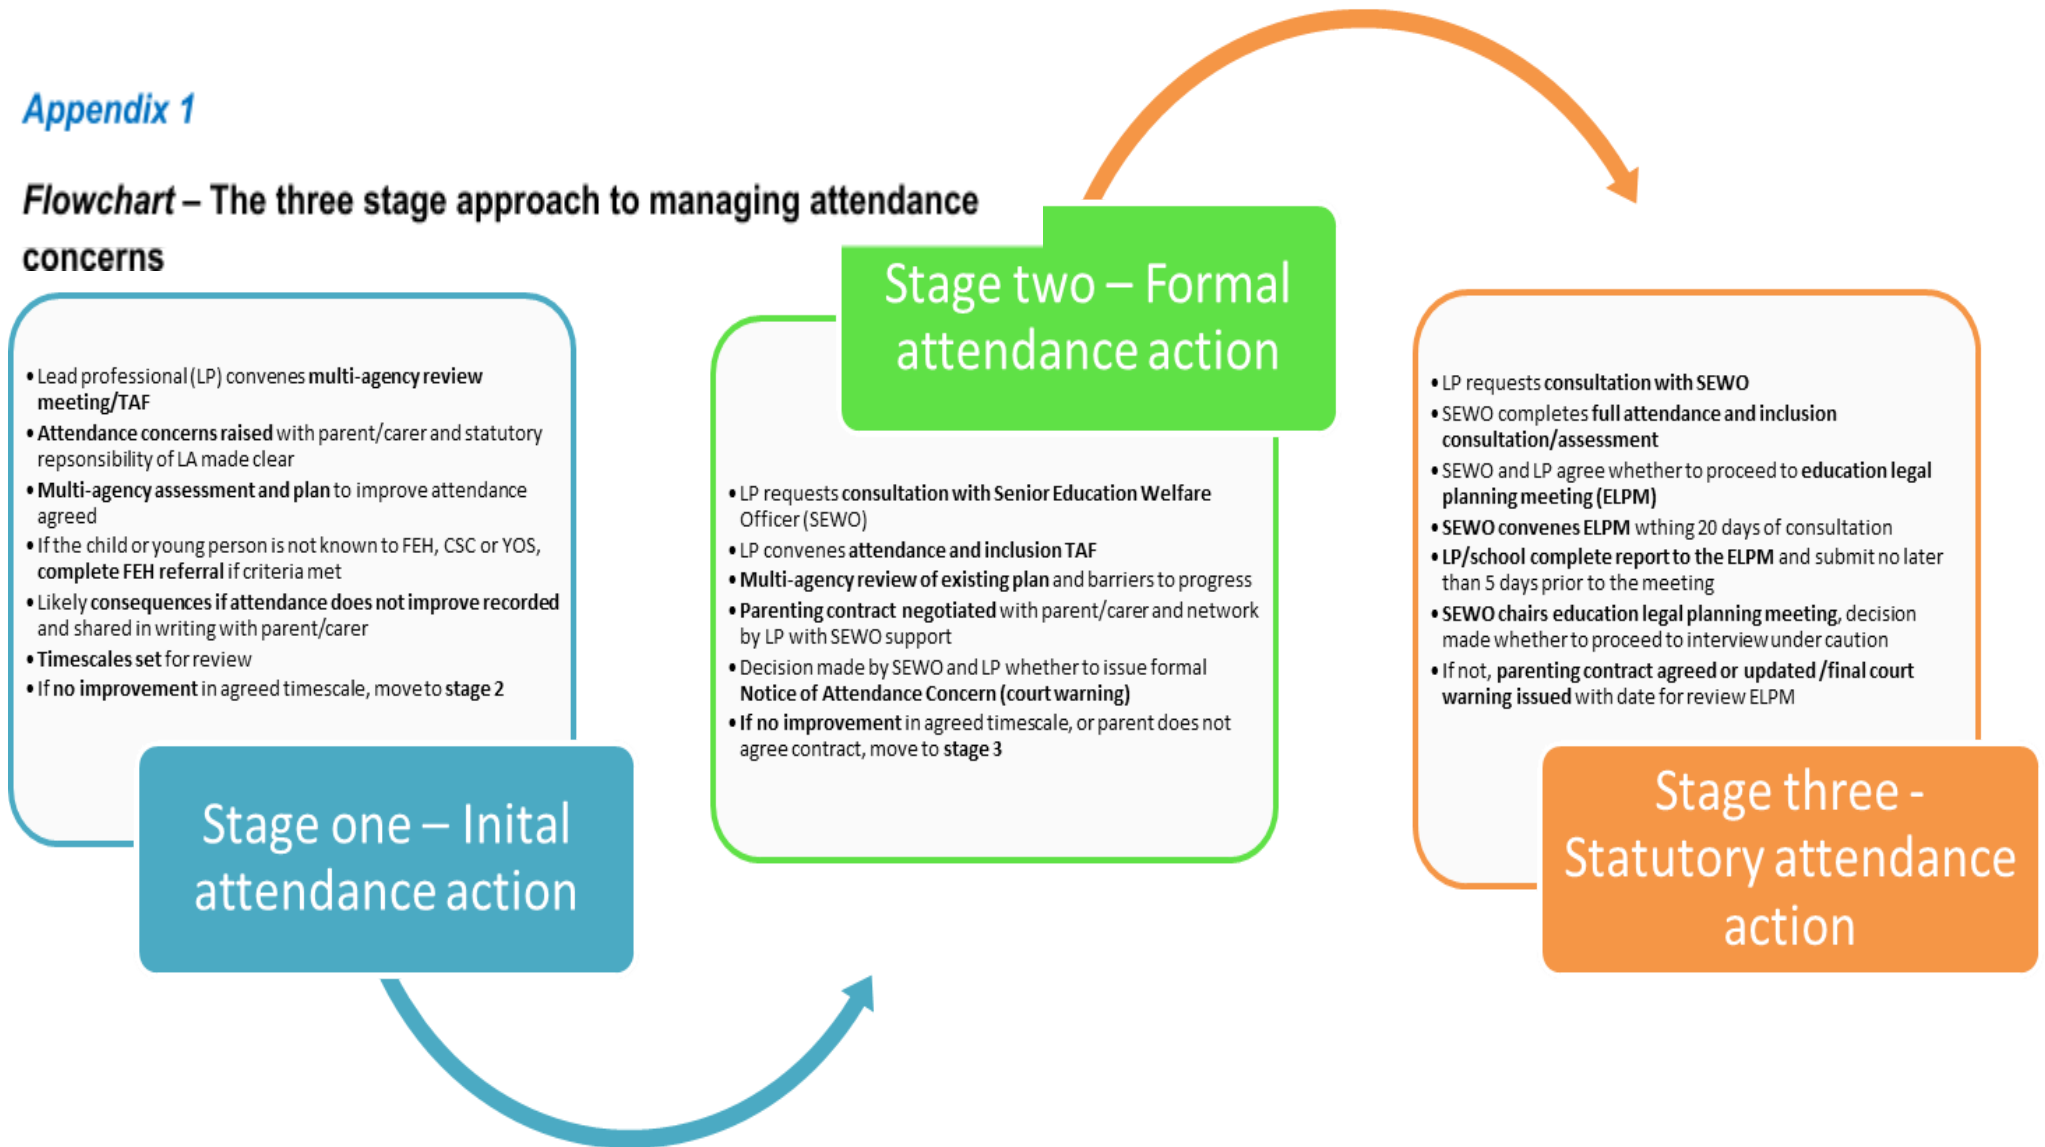 Appendix 1
Flowchart – The three stage approach to managing attendance
concerns
• Lead professional (LP) convenes multi-agency review
meeting/TAF
• Attendance concerns raised with parent/carer and statutory
repsonsibility of LA made clear
• Multi-agency assessment and plan to improve attendance
agreed
• If the child or young person is not known to FEH, CSC or YOS,
complete FEH referral if criteria met
• Likely consequences if attendance does not improve recorded
and shared in writing with parent/carer
• Timescales set for review
• If no improvement in agreed timescale, move to stage 2
Stage one – Inital
attendance action
Stage two – Formal
attendance action
• LP requests consultation with Senior Education Welfare
Officer (SEWO)
• LP convenes attendance and inclusion TAF
• Multi-agency review of existing plan and barriers to progress
• Parenting contract negotiated with parent/carer and network
by LP with SEWO support
• Decision made by SEWO and LP whether to issue formal
Notice of Attendance Concern (court warning)
• If no improvement in agreed timescale, or parent does not
agree contract, move to stage 3
• LP requests consultation with SEWO
• SEWO completes full attendance and inclusion
consultation/assessment
• SEWO and LP agree whether to proceed to education legal
planning meeting (ELPM)
• SEWO convenes ELPM wthing 20 days of consultation
• LP/school complete report to the ELPM and submit no later
than 5 days prior to the meeting
• SEWO chairs education legal planning meeting, decision
made whether to proceed to interview under caution
• If not, parenting contract agreed or updated /final court
warning issued with date for review ELPM
Stage three -
Statutory attendance
action